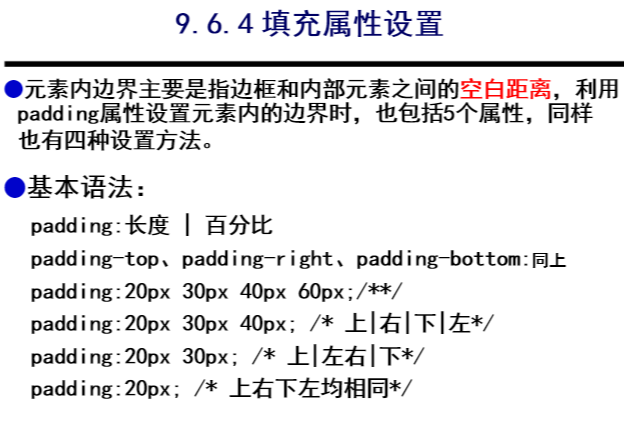 9.6.4 填充属性设置
●元素内边界主要是指边框和内部元素之间的空白距离，利用
padding属性设置元素内的边界时，也包括5个属性，同样
也有四种设置方法。
●基本语法：
padding:长度 | 百分比
padding-top、padding-right、padding-bottom:同上
padding:20px 30px 40px 60px;/**/
padding:20px 30px 40px; /* 上|右|下|左*/
padding:20px 30px; /* 上|左右|下*/
padding:20px; /* 上右下左均相同*/